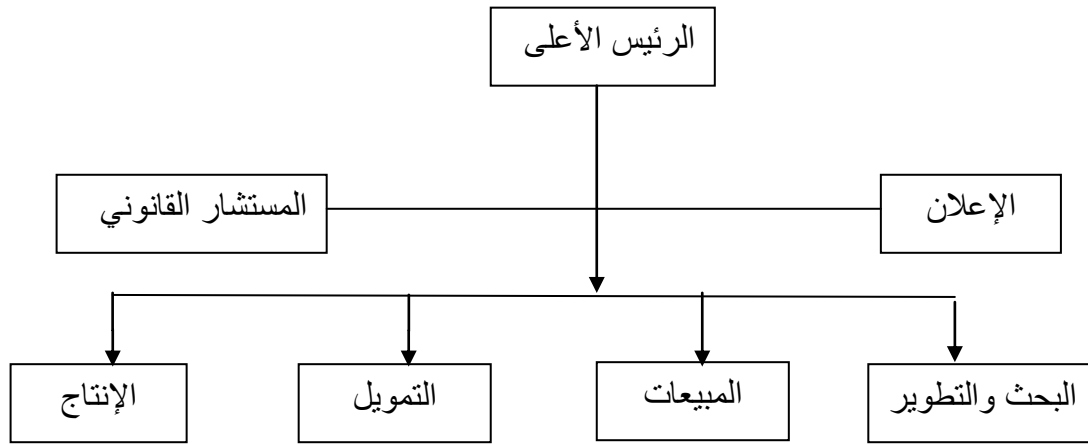 الرئيس الأعلى
الإعلان
المستشار القانوني
البحث والتطوير
المبيعات
التمويل
الإنتاج